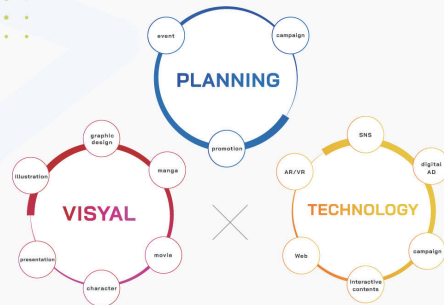 event
campaign
PLANNING
promotion
graphic
design
illustration
manga
VISYAL
presentation
movie
character
SNS
AR/VR
digital
AD
TECHNOLOGY
Web
campaign
interactive
contents